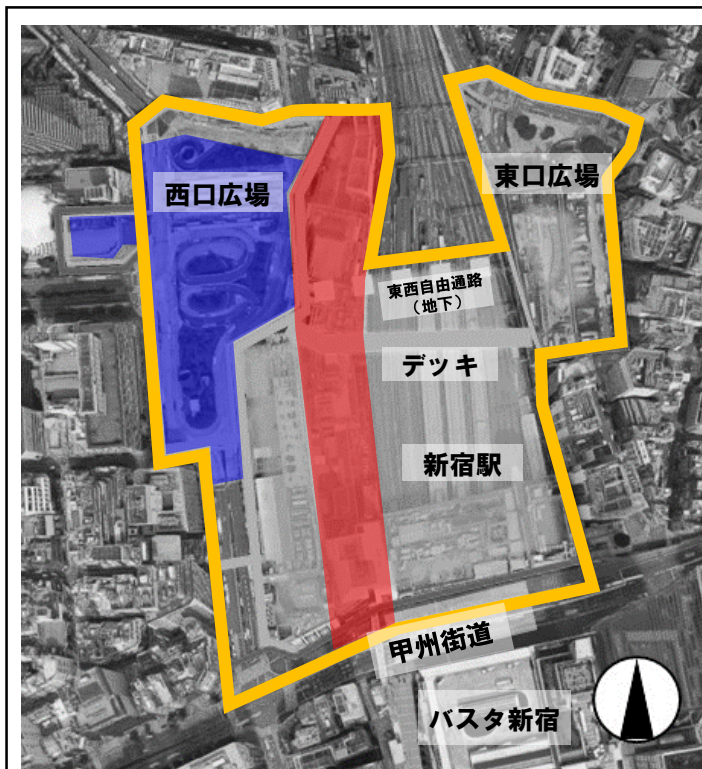 西口広場
東口広場
東西自由通路
（地下）
デッキ
新宿駅
甲州街道
バスタ新宿